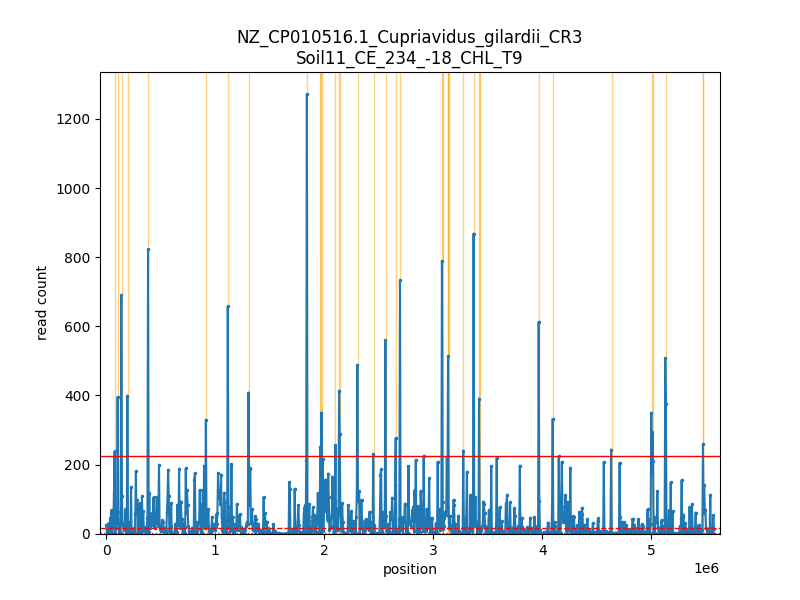 NZ_CP010516.1_Cupriavidus_gilardii_CR3
Soil11_CE_234_-18_CHL_T9
read count
1200
1000
800
600
400
200
0
0 1 2 3 4 5
1e6
position